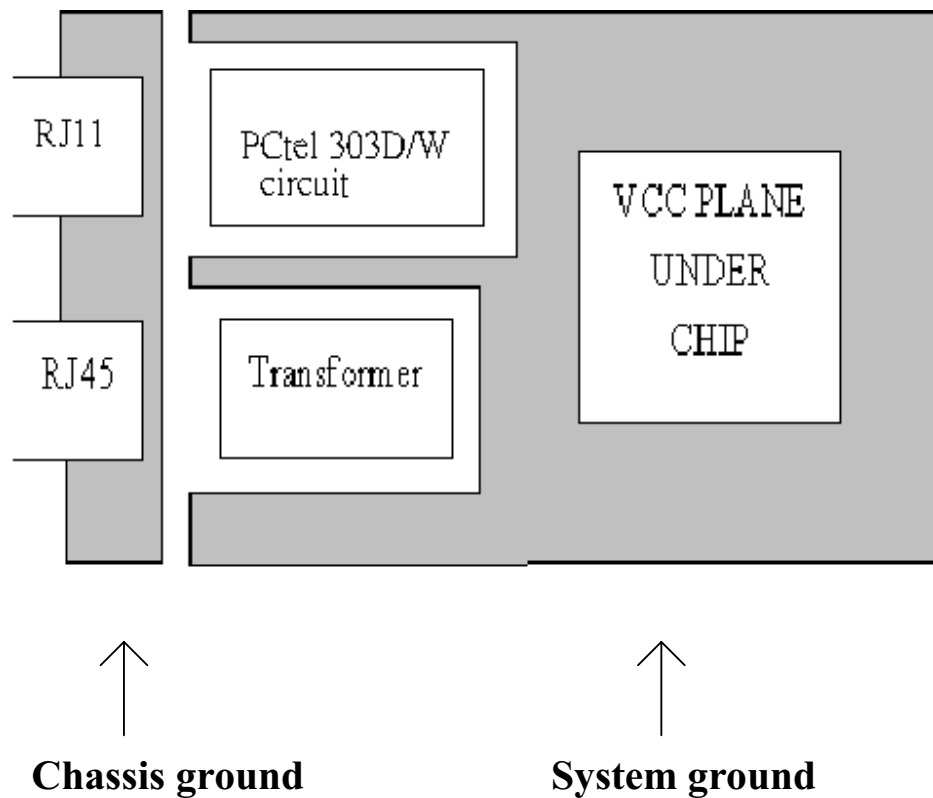 RJ11
PCtel 303D/W
circuit
VCC PLANE
UNDER
CHIP
RJ45
Transformer
Chassis ground
System ground